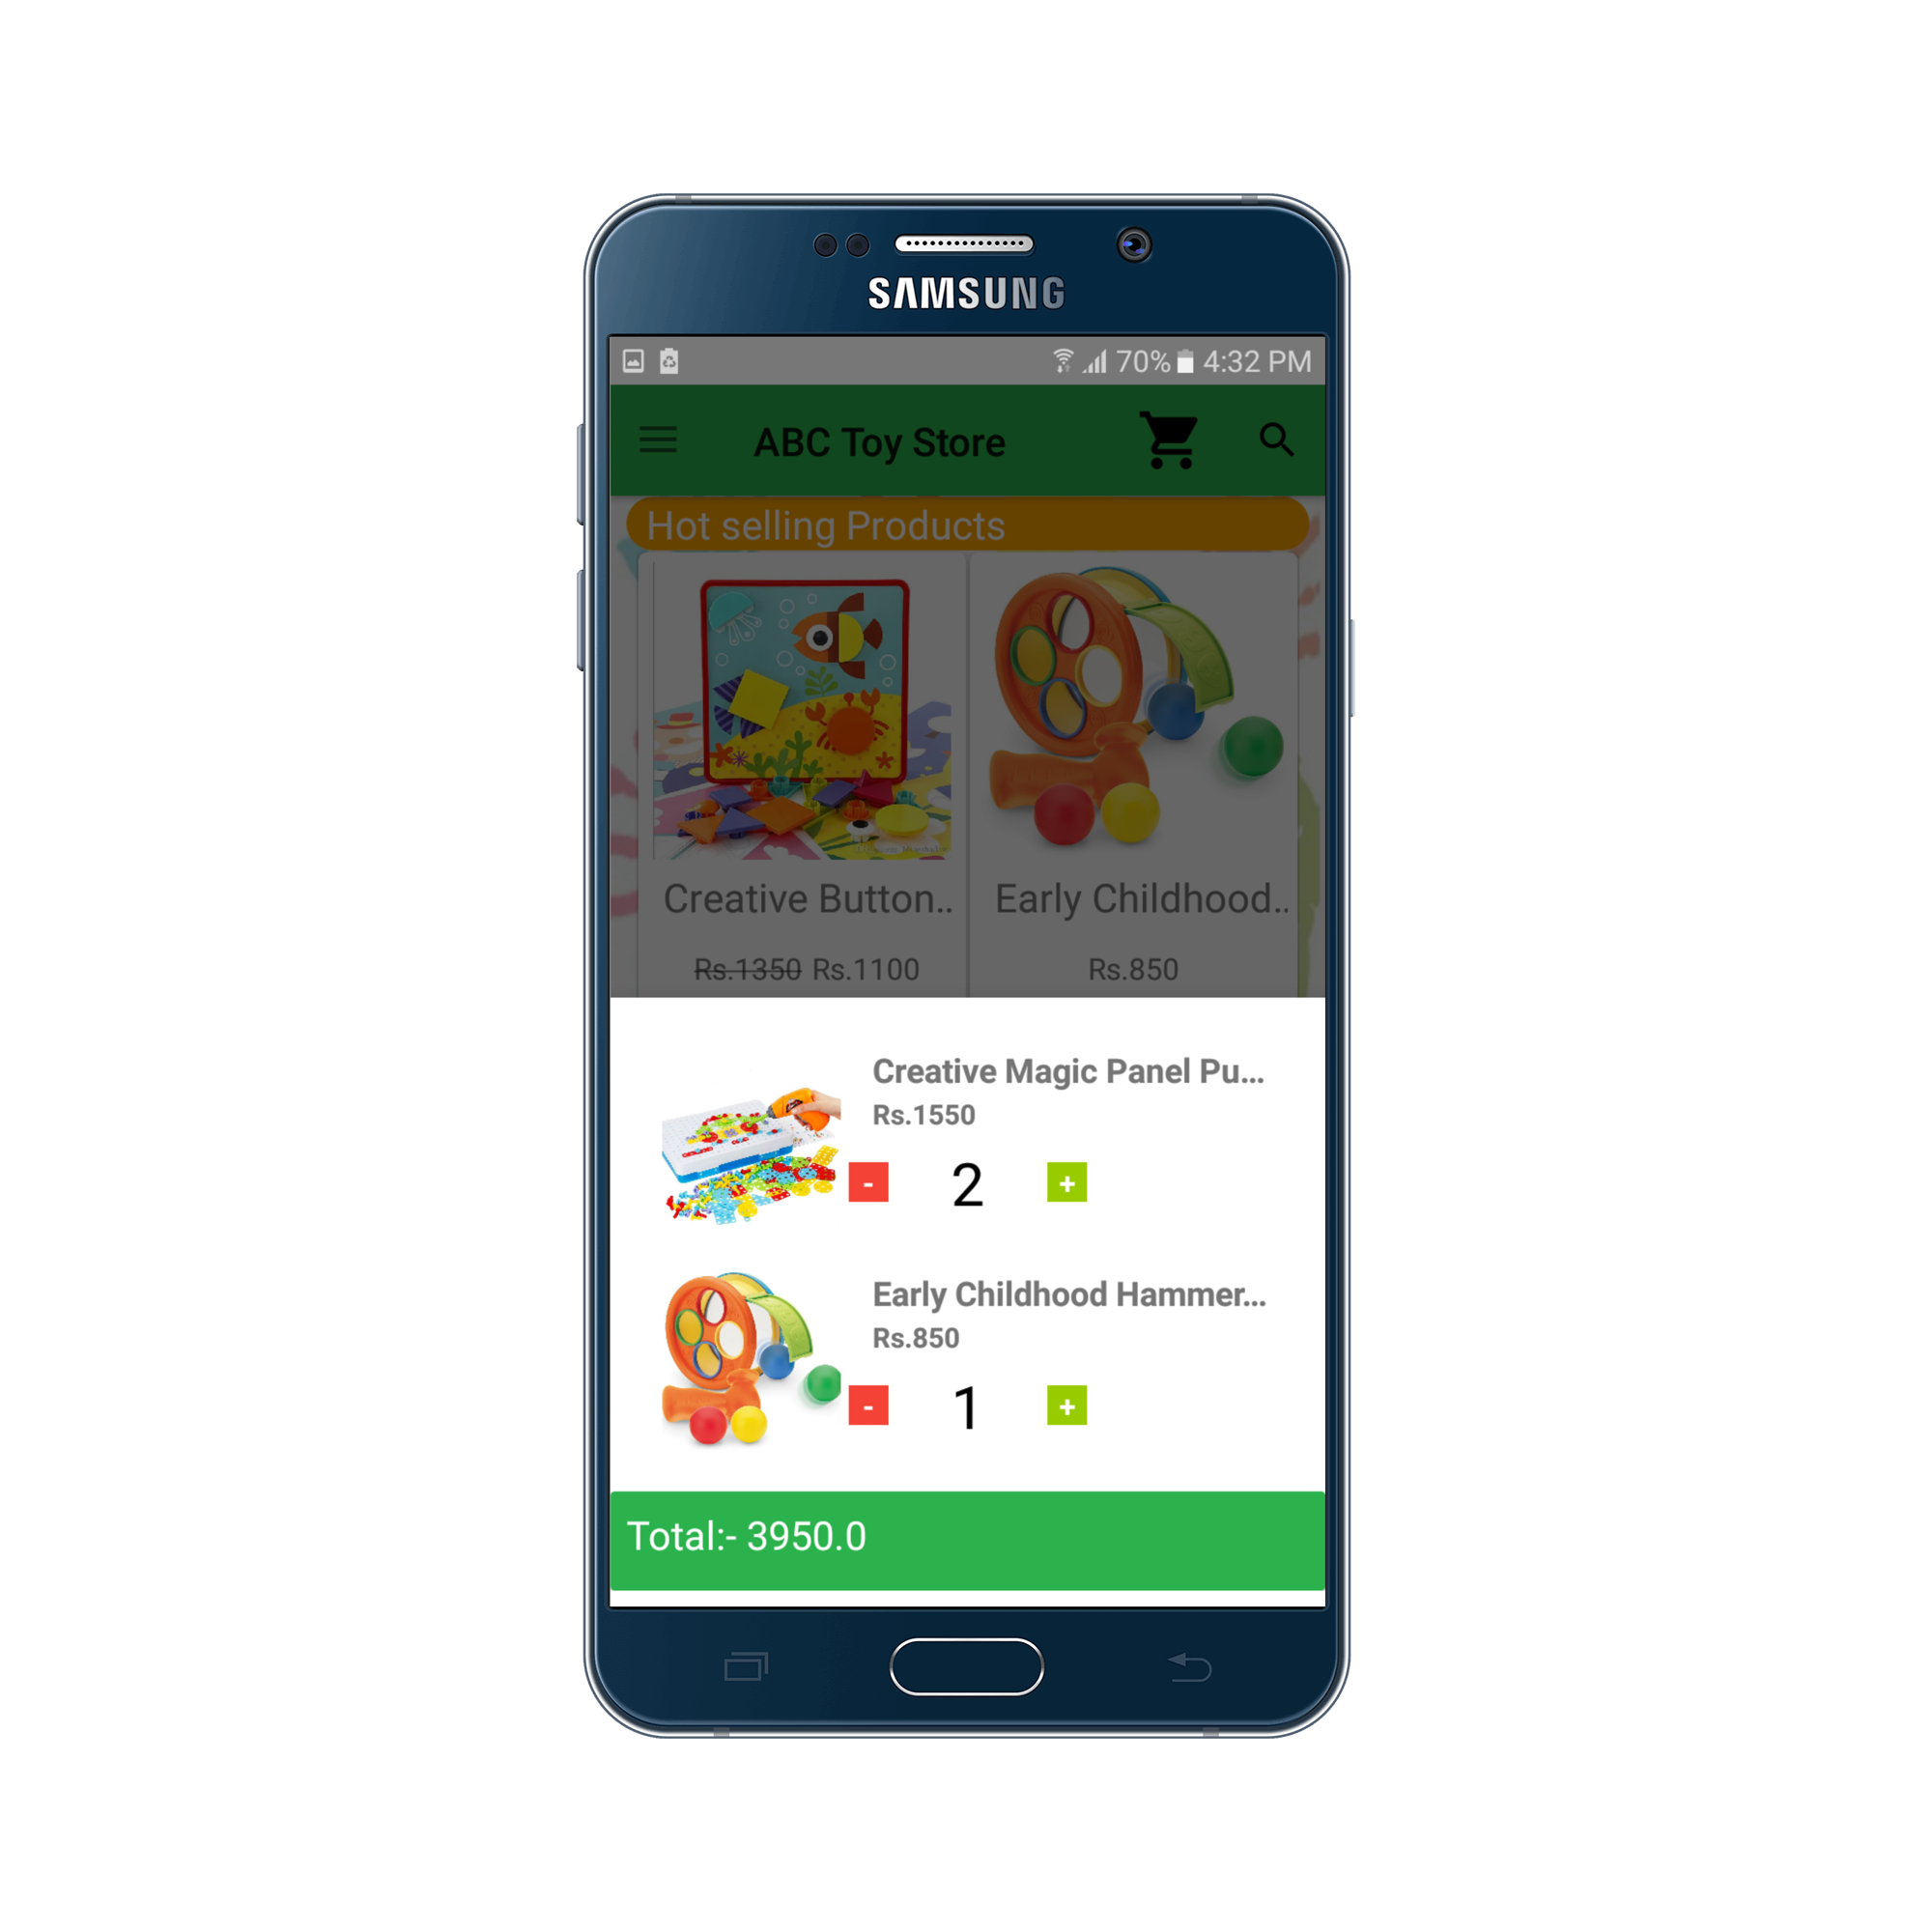 SAMSUNG
70% 4:32 PM
ABC Toy Store
Hot selling Products
Creative Button..
Early Childhood..
Rs.1350 Rs.1100
Rs.850
Creative Magic Panel Pu...
Rs.1550
- 2 +
Early Childhood Hammer...
Rs.850
- 1 +
Total:- 3950.0